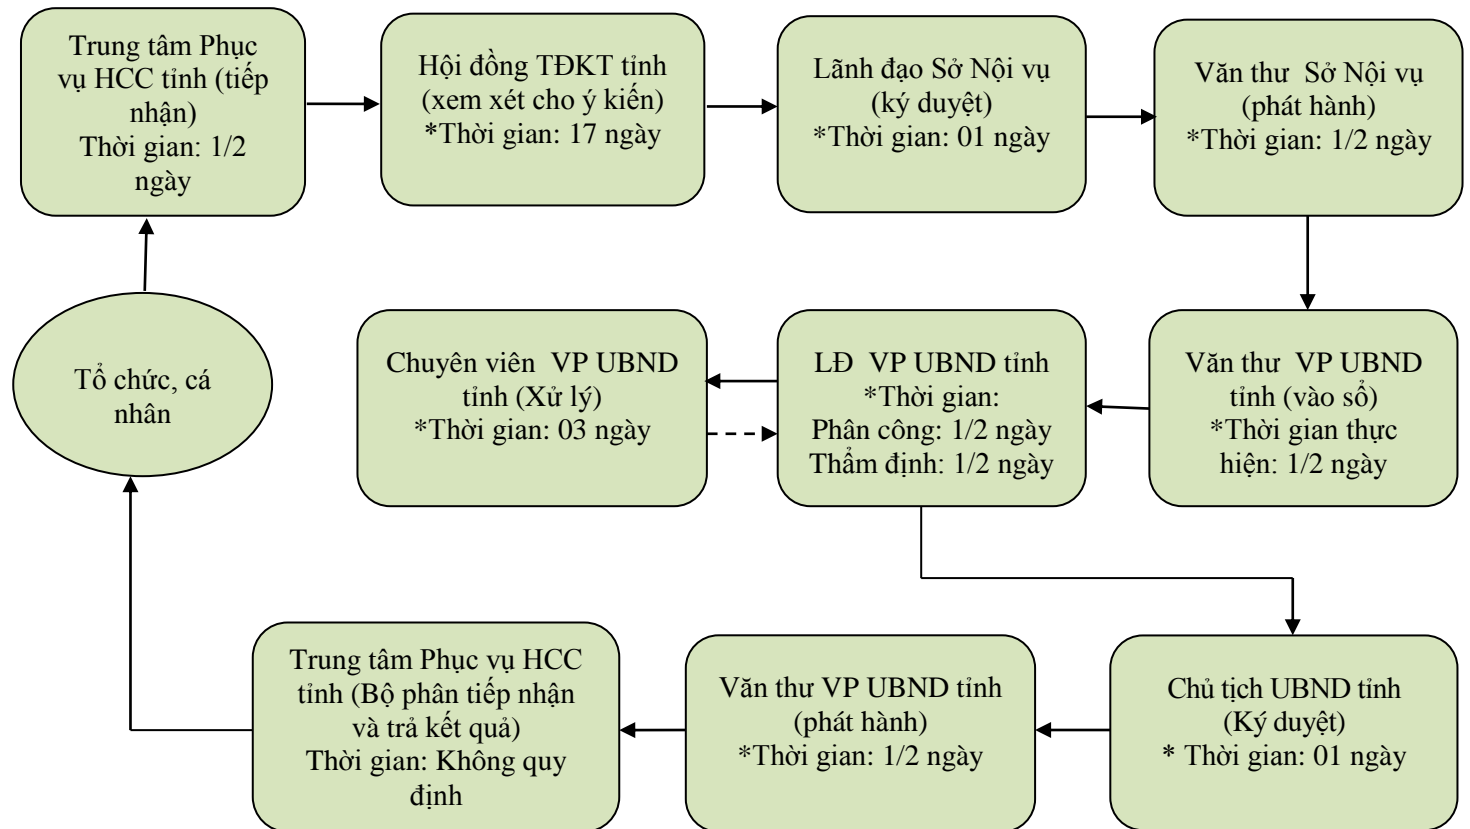 Trung tâm Phục
vụ HCC tỉnh (tiếp
nhận)
Thời gian: 1/2
ngày
Hội đồng TĐKT tỉnh
(xem xét cho ý kiến)
*Thời gian: 17 ngày
Lãnh đạo Sở Nội vụ
(ký duyệt)
*Thời gian: 01 ngày
Văn thư Sở Nội vụ
(phát hành)
*Thời gian: 1/2 ngày
Tổ chức, cá
nhân
Chuyên viên VP UBND
tỉnh (Xử lý)
*Thời gian: 03 ngày
LĐ VP UBND tỉnh
*Thời gian:
Phân công: 1/2 ngày
Thẩm định: 1/2 ngày
Văn thư VP UBND
tỉnh (vào sổ)
*Thời gian thực
hiện: 1/2 ngày
Trung tâm Phục vụ HCC
tỉnh (Bộ phân tiếp nhận
và trả kết quả)
Thời gian: Không quy
định
Văn thư VP UBND tỉnh
(phát hành)
*Thời gian: 1/2 ngày
Chủ tịch UBND tỉnh
(Ký duyệt)
* Thời gian: 01 ngày